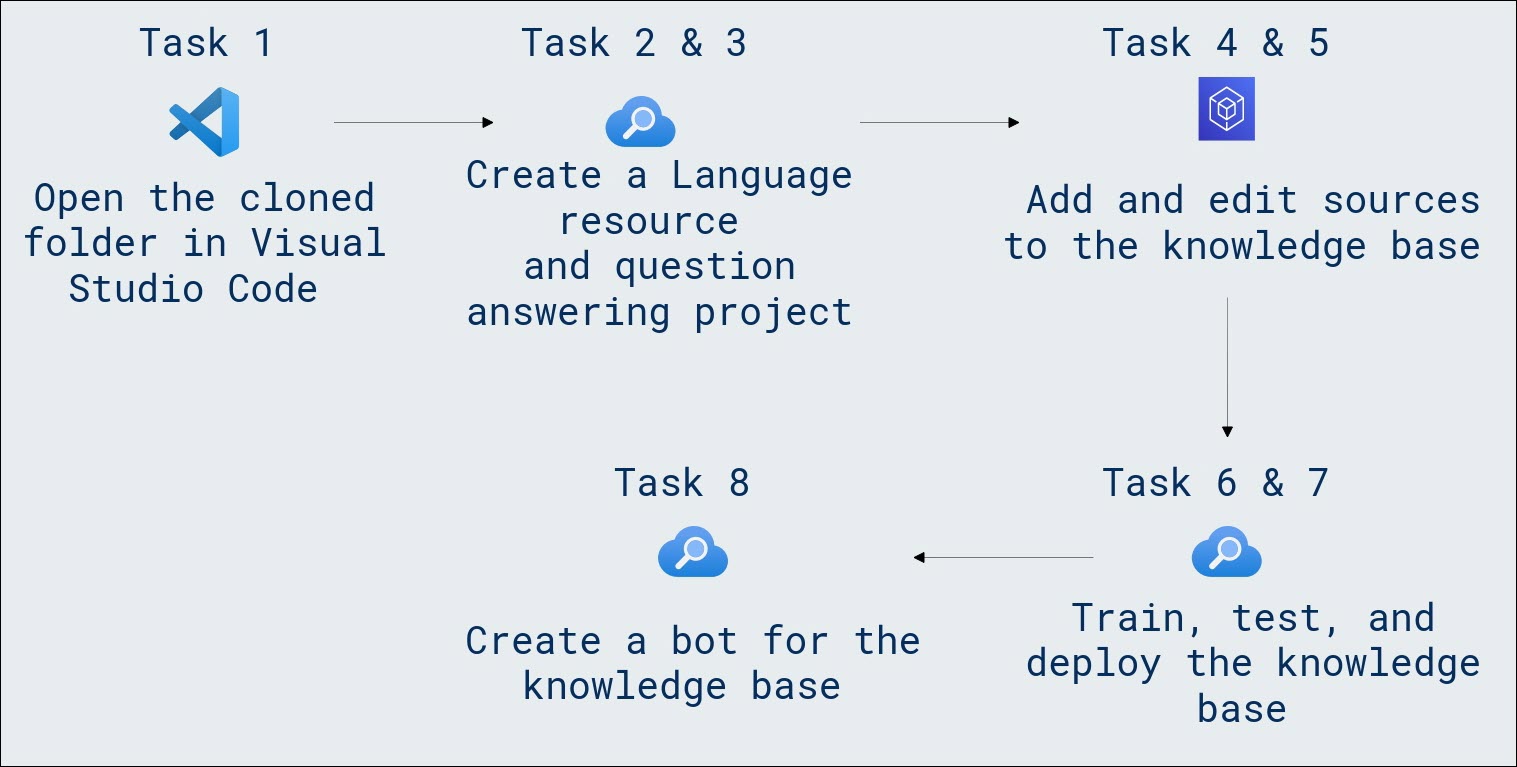 Task 1
Open the cloned
folder in Visual
Studio Code
Task 2 & 3
Create a Language
resource
and question
answering project
Task 4 & 5
Add and edit sources
to the knowledge base
Task 6 & 7
Train, test, and
deploy the knowledge
base
Task 8
Create a bot for the
knowledge base